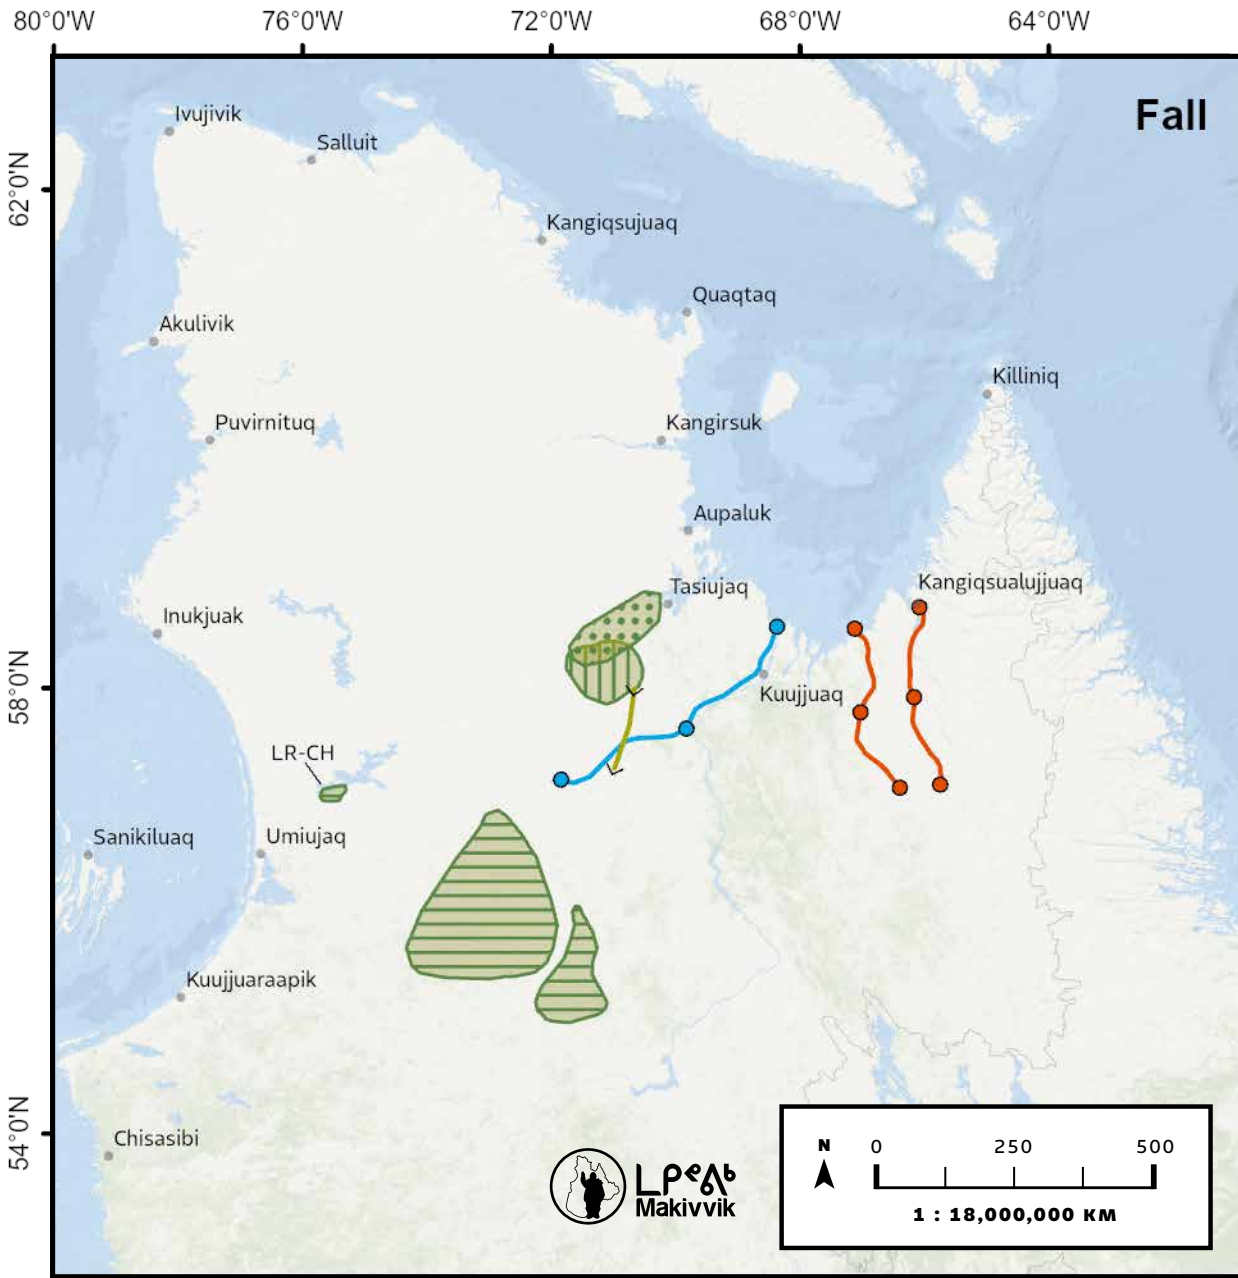 80°0'W 76°0'W 72°0'W 68°0'W 64°0'W
Fall
Ivujivik
Salluit
62°0'N
Kangiqsujuaq
Quaqtaq
Akulivik
Killiniq
Puvirnituq
Kangirsuk
Aupaluk
Kangiqsualujjuaq
Tasiujaq
Inukjuak
58°0'N
Kuujjuaq
LR-CH
Sanikiluaq
Umiujaq
Kuujjuaraapik
54°0'N
Chisasibi
ᒪᑭᕝᕕᒃ
Makivvik
N 0 250 500
1 : 18,000,000 KM